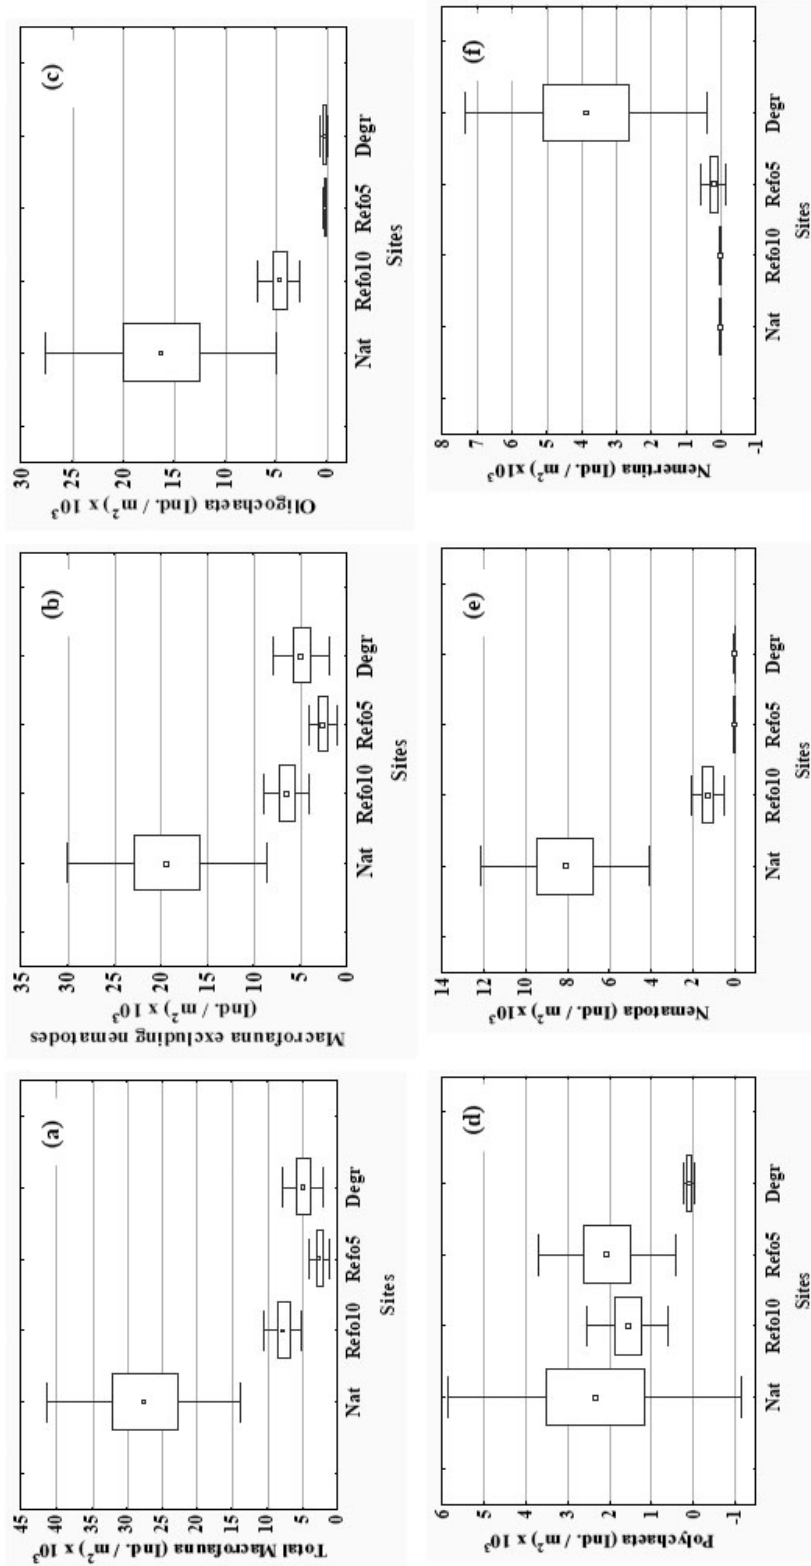 (a)
Total Macrofauna (Ind. / m²) x 10³
45
40
35
30
25
20
15
10
5
0
Nat Refo10 Refo5 Degr
Sites
(b)
Macrofauna excluding nematodes
(Ind. / m²) x 10³
35
30
25
20
15
10
5
0
Nat Refo10 Refo5 Degr
Sites
(c)
Oligochaeta (Ind. / m²) x 10³
30
25
20
15
10
5
0
Nat Refo10 Refo5 Degr
Sites
(d)
Polychaeta (Ind. / m²) x 10³
6
5
4
3
2
1
0
-1
Nat Refo10 Refo5 Degr
Sites
(e)
Nematoda (Ind. / m²) x10³
14
12
10
8
6
4
2
0
Nat Refo10 Refo5 Degr
Sites
(f)
Nemertina (Ind. / m²) x10³
8
7
6
5
4
3
2
1
0
-1
Nat Refo10 Refo5 Degr
Sites